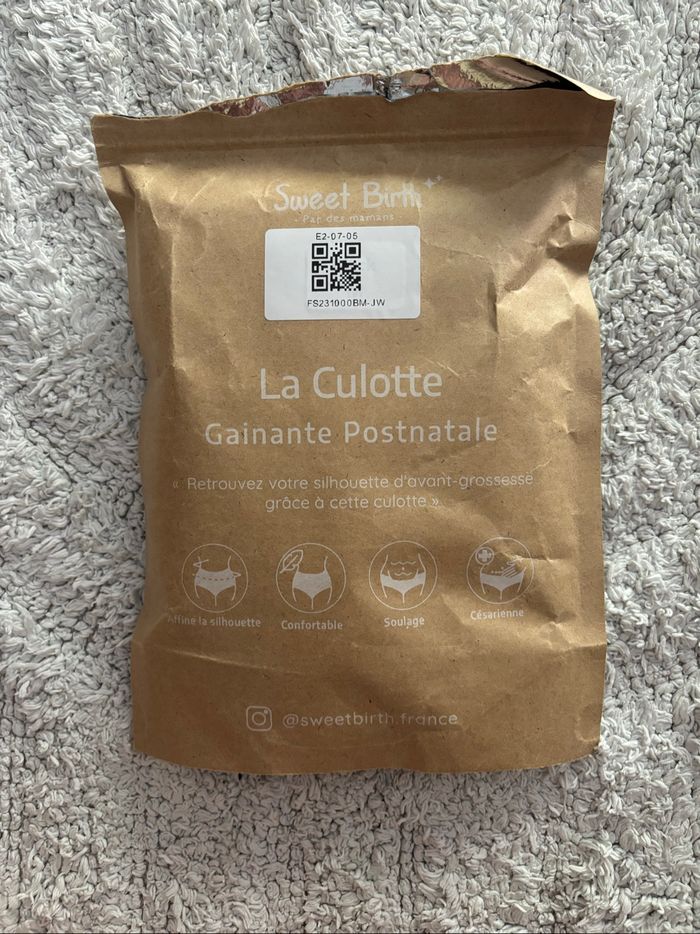 Sweet Birth
Par des mamans
E2-07-05
FS231000BM-JW
La Culotte
Gainante Postnatale
« Retrouvez votre silhouette d'avant-grossesse
grâce à cette culotte »
Affine la silhouette
Confortable
Soulage
Césarienne
@sweetbirth.france